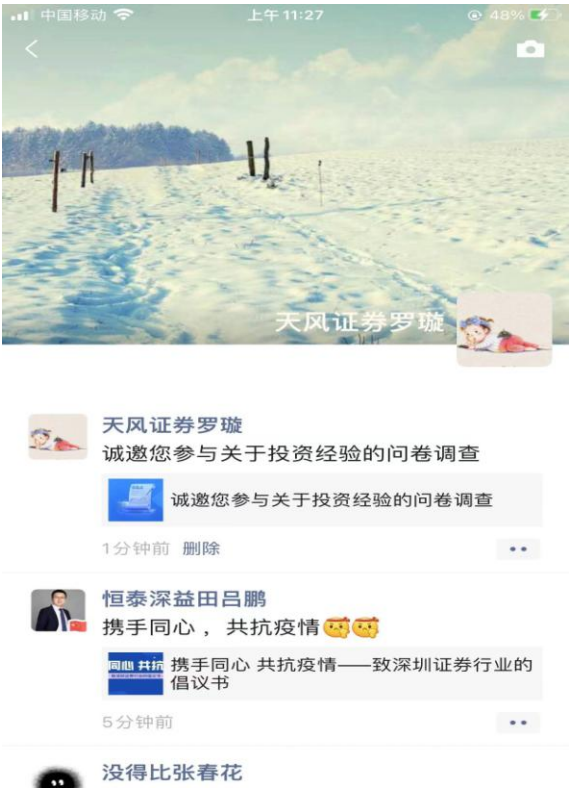 中国移动
上午11:27
48%
天风证券罗璇
天风证券罗璇
诚邀您参与关于投资经验的问卷调查
诚邀您参与关于投资经验的问卷调查
1分钟前 删除
恒泰深益田吕鹏
携手同心，共抗疫情
同心 共抗
携手同心 共抗疫情——致深圳证券行业的
倡议书
5分钟前
没得比张春花